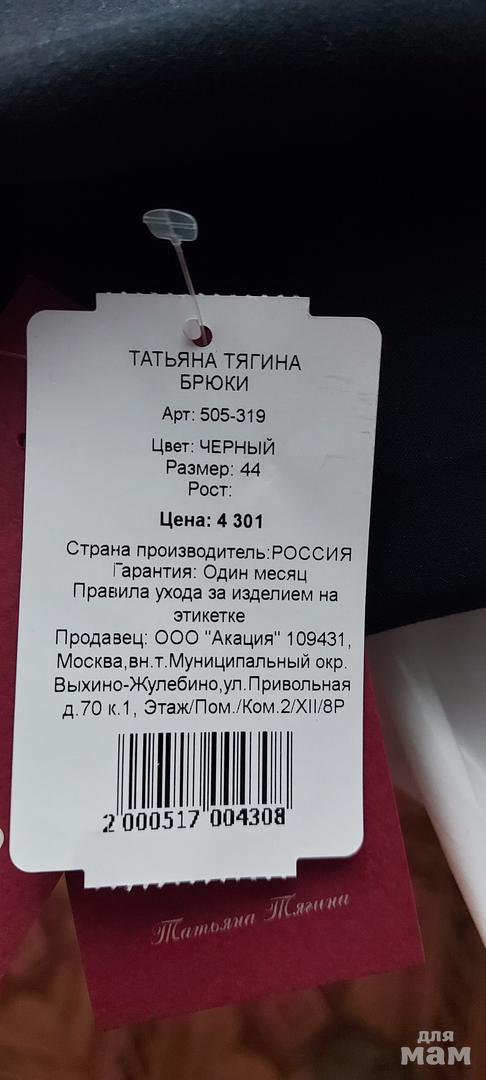 ТАТЬЯНА ТЯГИНА
БРЮКИ
Арт: 505-319
Цвет: ЧЕРНЫЙ
Размер: 44
Рост:
Цена: 4 301
Страна производитель:РОССИЯ
Гарантия: Один месяц
Правила ухода за изделием на
этикетке
Продавец: ООО "Акация" 109431,
Москва,вн.т.Муниципальный окр.
Выхино-Жулебино,ул.Привольная
д.70 к.1, Этаж/Пом./Ком.2/XII/8Р
2 000517 004308
Татьяна Тягина
для
мам